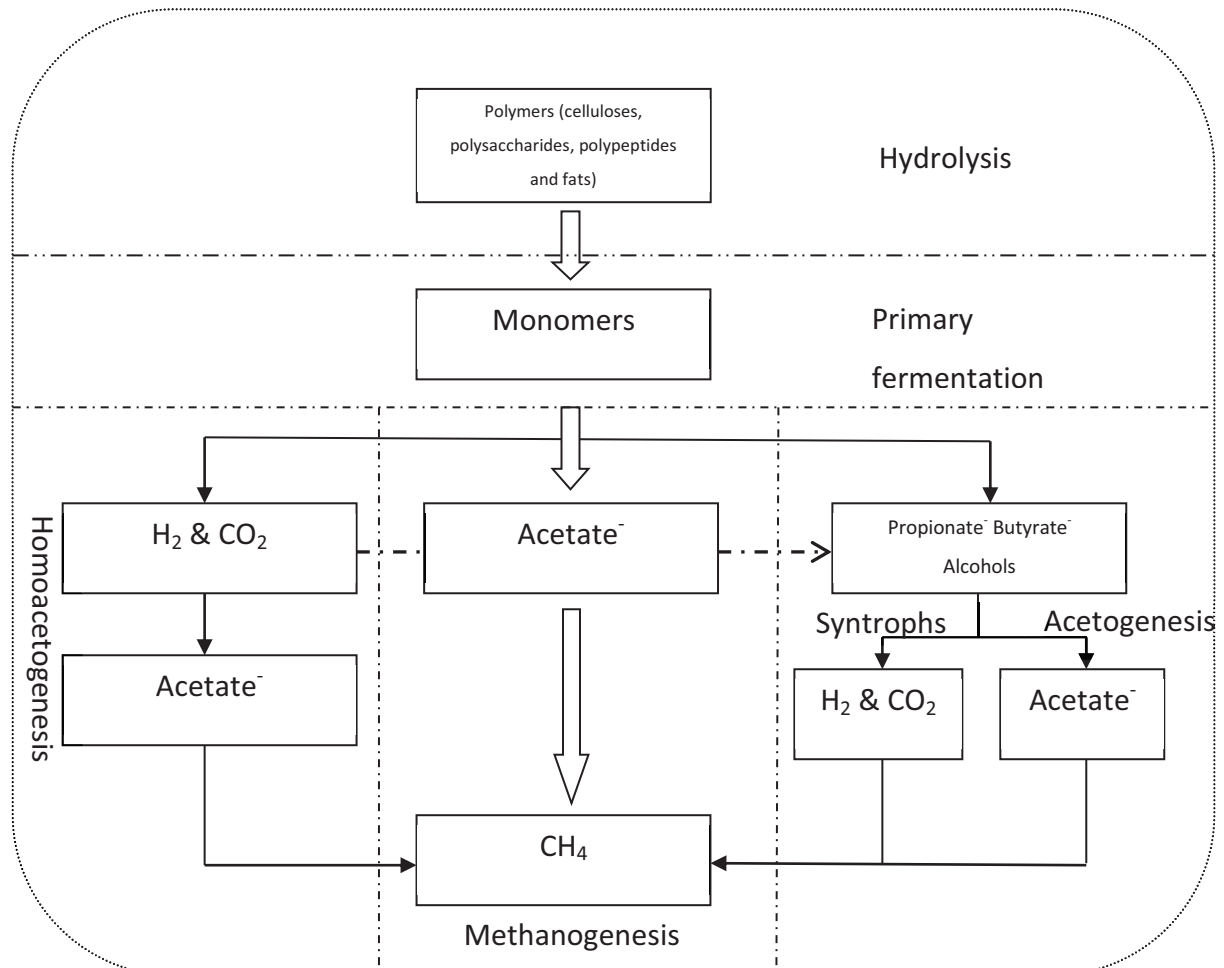 Polymers (celluloses,
polysaccharides, polypeptides
and fats)
Hydrolysis
Monomers
Primary
fermentation
Homoacetogenesis
H₂ & CO₂
Acetate⁻
Propionate⁻ Butyrate⁻
Alcohols
Syntrophs
Acetogenesis
Acetate⁻
H₂ & CO₂
Acetate⁻
CH₄
Methanogenesis